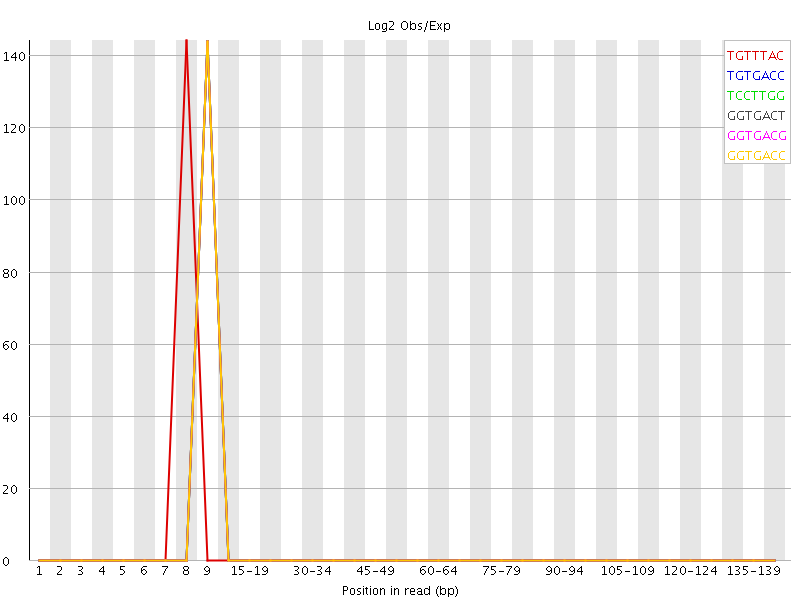 Log2 Obs/Exp
140
120
100
80
60
40
20
0
TGTTTAC
TGTGACC
TCCTTGG
GGTGACT
GGTGACG
GGTGACC
1 2 3 4 5 6 7 8 9 15-19 30-34 45-49 60-64 75-79 90-94 105-109 120-124 135-139
Position in read (bp)